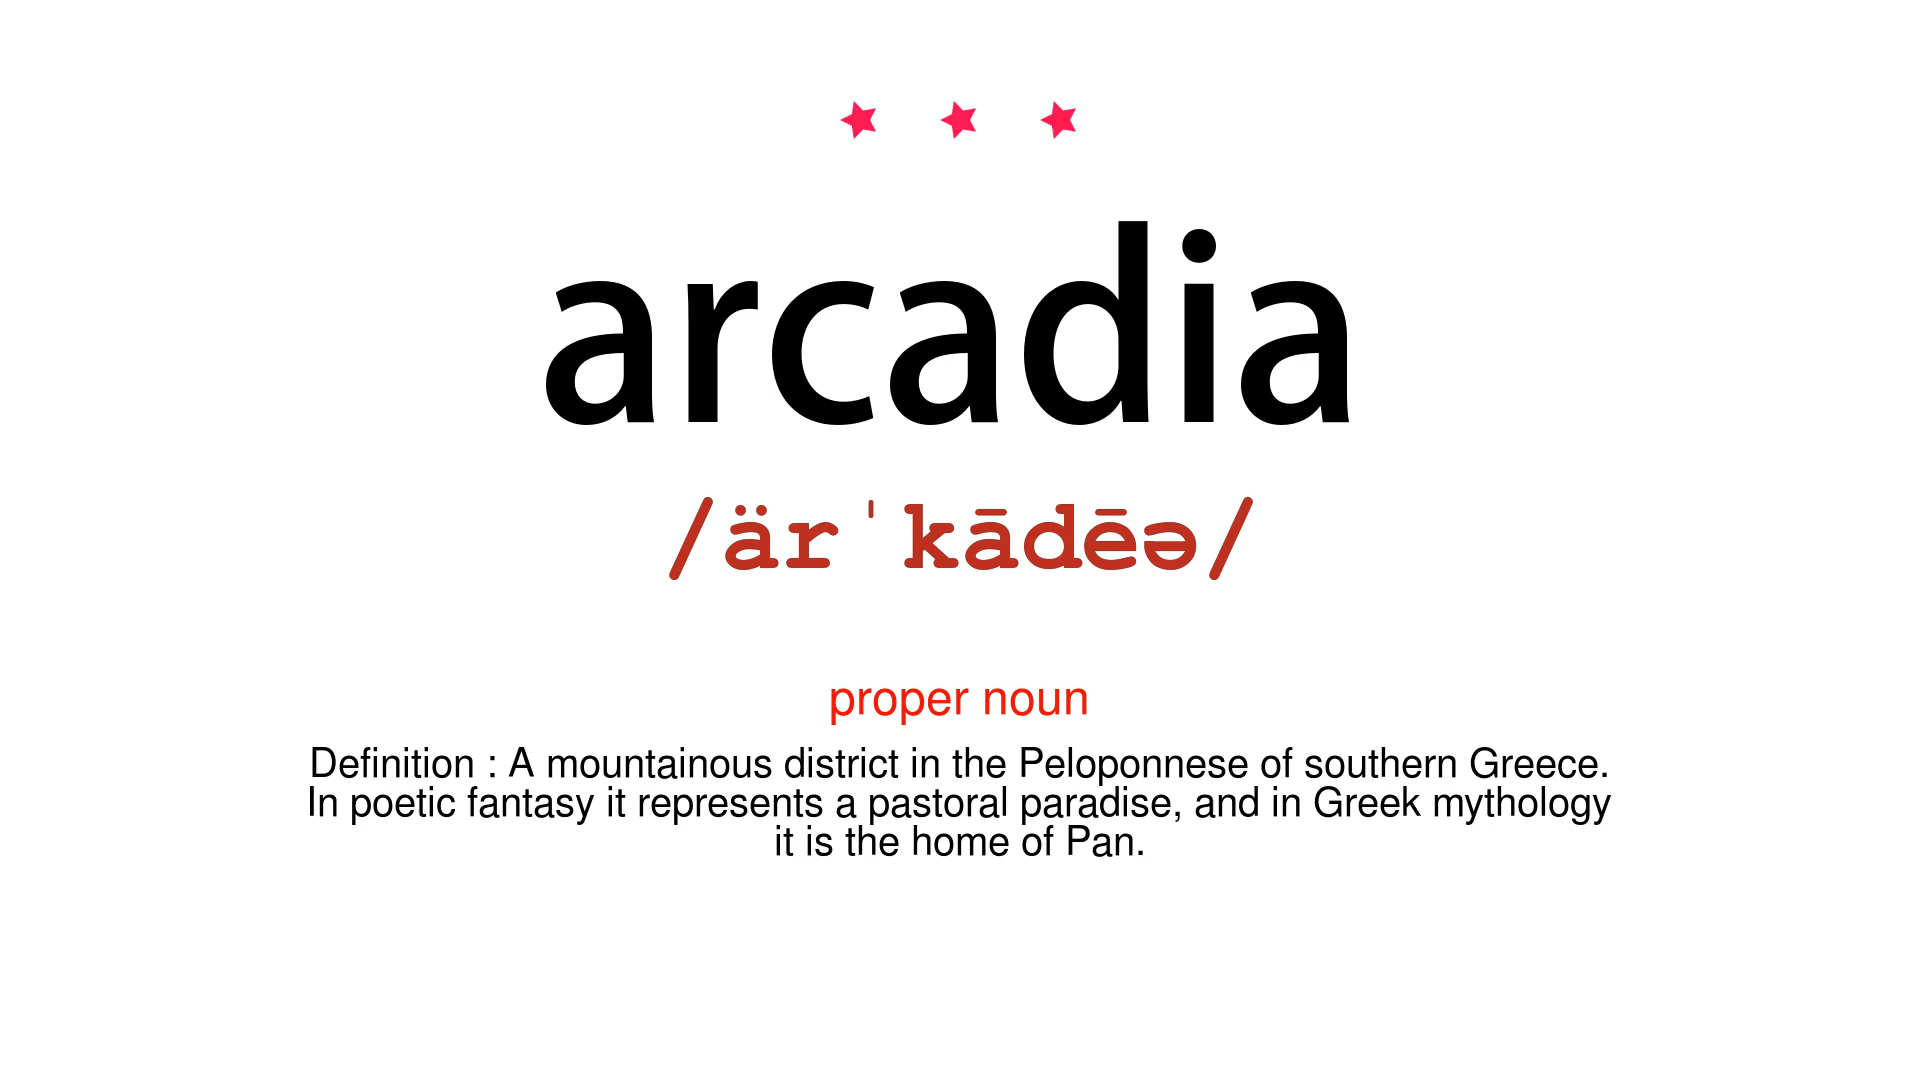 arcadia
/ärˈkādēə/
proper noun
Definition : A mountainous district in the Peloponnese of southern Greece.
In poetic fantasy it represents a pastoral paradise, and in Greek mythology
it is the home of Pan.